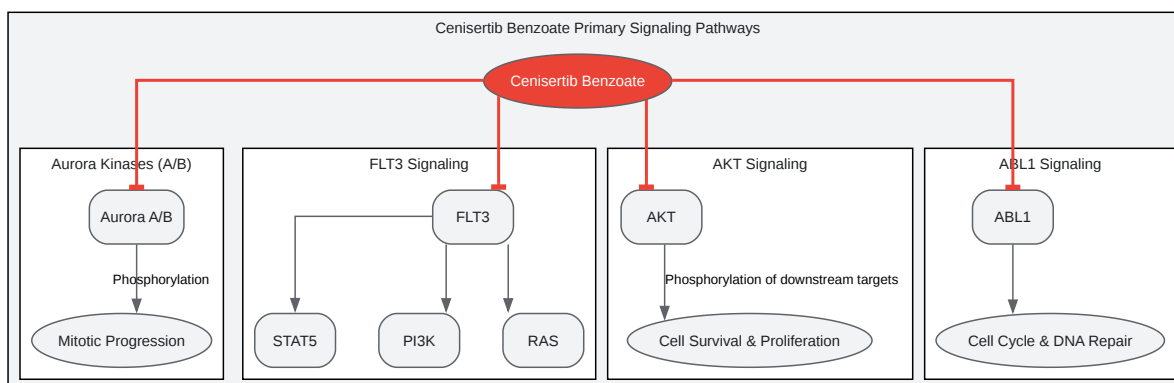 Cenisertib Benzoate Primary Signaling Pathways
Cenisertib Benzoate
Aurora Kinases (A/B)
FLT3 Signaling
AKT Signaling
ABL1 Signaling
Aurora A/B
FLT3
AKT
ABL1
Phosphorylation
Phosphorylation of downstream targets
Mitotic Progression
STAT5
PI3K
RAS
Cell Survival & Proliferation
Cell Cycle & DNA Repair